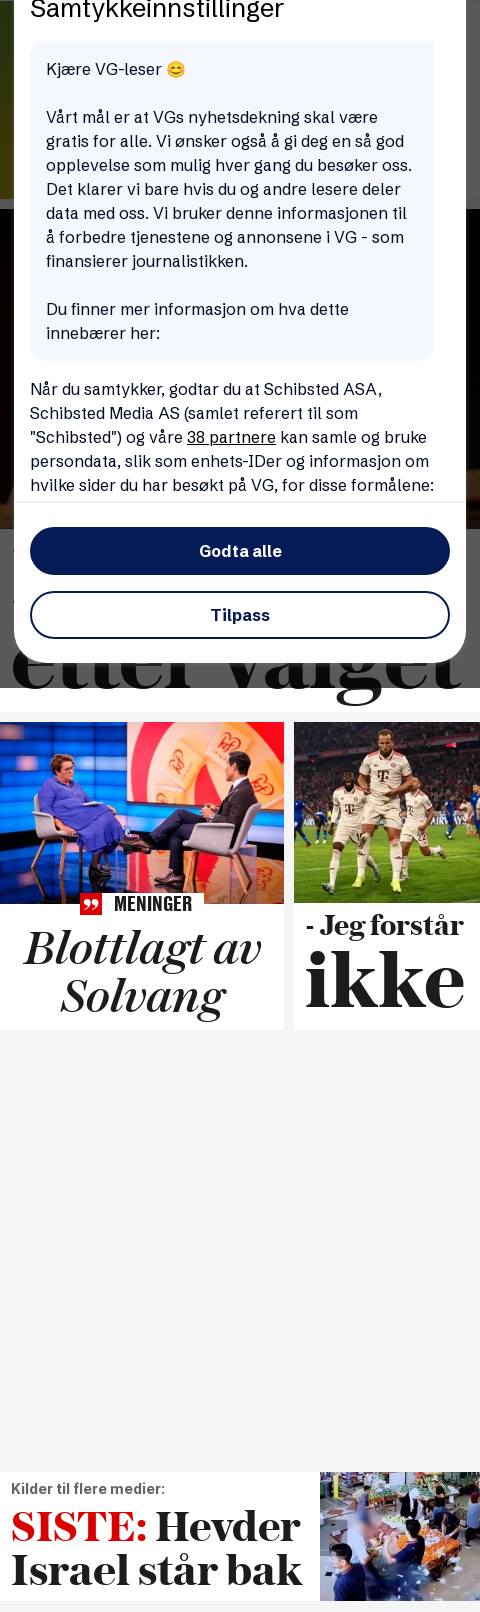 Samtykkeinnstillinger
Kjære VG-leser 😊
Vårt mål er at VGs nyhetsdekning skal være
gratis for alle. Vi ønsker også å gi deg en så god
opplevelse som mulig hver gang du besøker oss.
Det klarer vi bare hvis du og andre lesere deler
data med oss. Vi bruker denne informasjonen til
å forbedre tjenestene og annonsene i VG - som
finansierer journalistikken.
Du finner mer informasjon om hva dette
innebærer her:
Når du samtykker, godtar du at Schibsted ASA,
Schibsted Media AS (samlet referert til som
"Schibsted") og våre 38 partnere kan samle og bruke
persondata, slik som enhets-IDer og informasjon om
hvilke sider du har besøkt på VG, for disse formålene:
Godta alle
Tilpass
etter valget
MENINGER
Blottlagt av
Solvang
- Jeg forstår
ikke
Kilder til flere medier:
SISTE: Hevder
Israel står bak